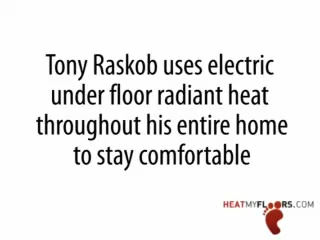 Tony Raskob uses electric
under floor radiant heat
throughout his entire home
to stay comfortable
HEATMYFLOORS.COM